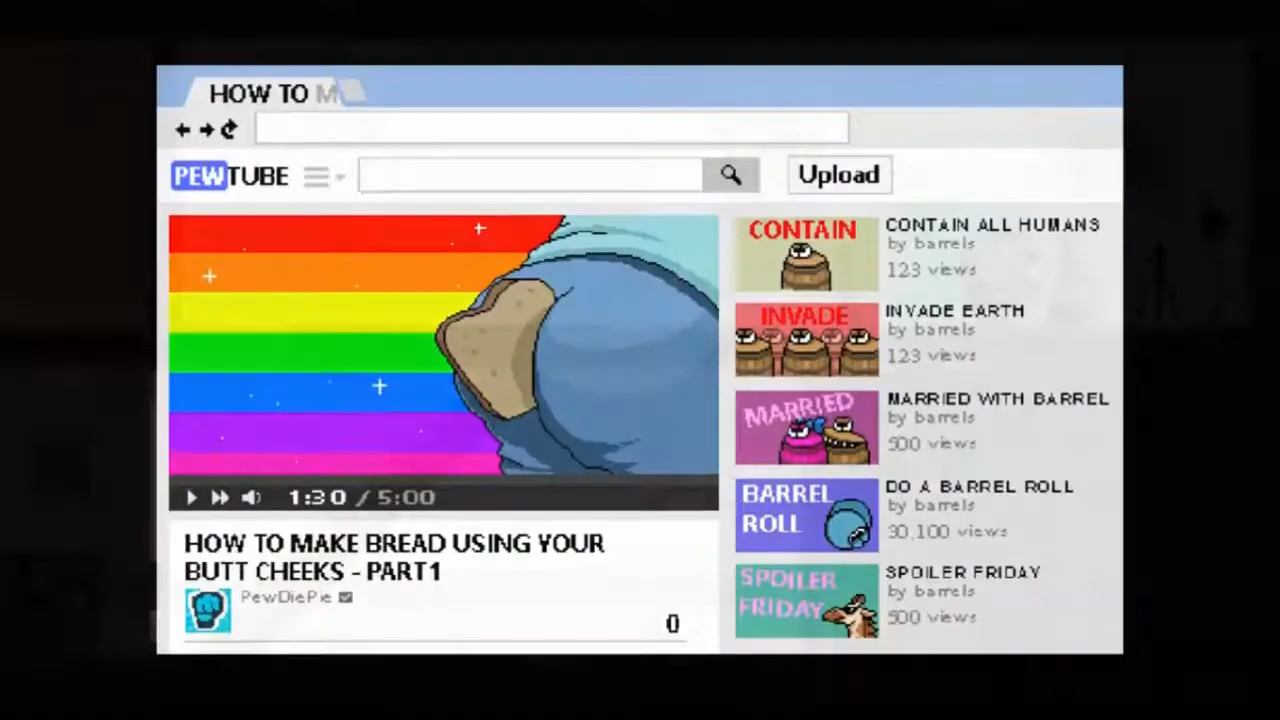 HOW TO M
PEWTUBE
Upload
CONTAIN
CONTAIN ALL HUMANS
by barrels
123 views
INVADE
INVADE EARTH
by barrels
123 views
MARRIED
MARRIED WITH BARREL
by barrels
500 views
BARREL
ROLL
DO A BARREL ROLL
by barrels
30,100 views
SPOILER
FRIDAY
SPOILER FRIDAY
by barrels
500 views
1:30 / 5:00
HOW TO MAKE BREAD USING YOUR
BUTT CHEEKS - PART1
PewDiePie
0